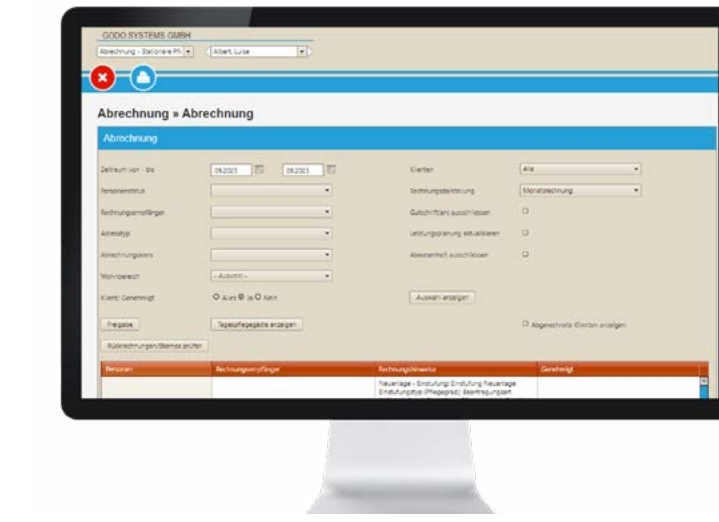 GODO SYSTEMS GMBH
Abrechnung - Stationäre Pfl Albert, Luise
Abrechnung » Abrechnung
Abrechnung
Zeitraum von - bis 09.2023 09.2023 Klienten Alle
Personenstatus Rechnungsdarstellung Monatsrechnung
Rechnungsempfänger Gutschrift(en) ausschliessen
Adresstyp Leistungsplanung aktualisieren
Abrechnungskreis Abwesenheit ausschliessen
Wohnbereich - Auswahl -
Klient/ Genehmigt Alles Ja Nein Auswahl anzeigen
Freigabe Tagespflegegäste anzeigen Abgerechnete Klienten anzeigen
Rückrechnungen/Stornos prüfen
Personen Rechnungsempfänger Rechnungshinweise Genehmigt
Neuanlage - Einstufung: Einstufung Neuanlage:
Einstufungstyp (Pflegegrad); Beantragungsart